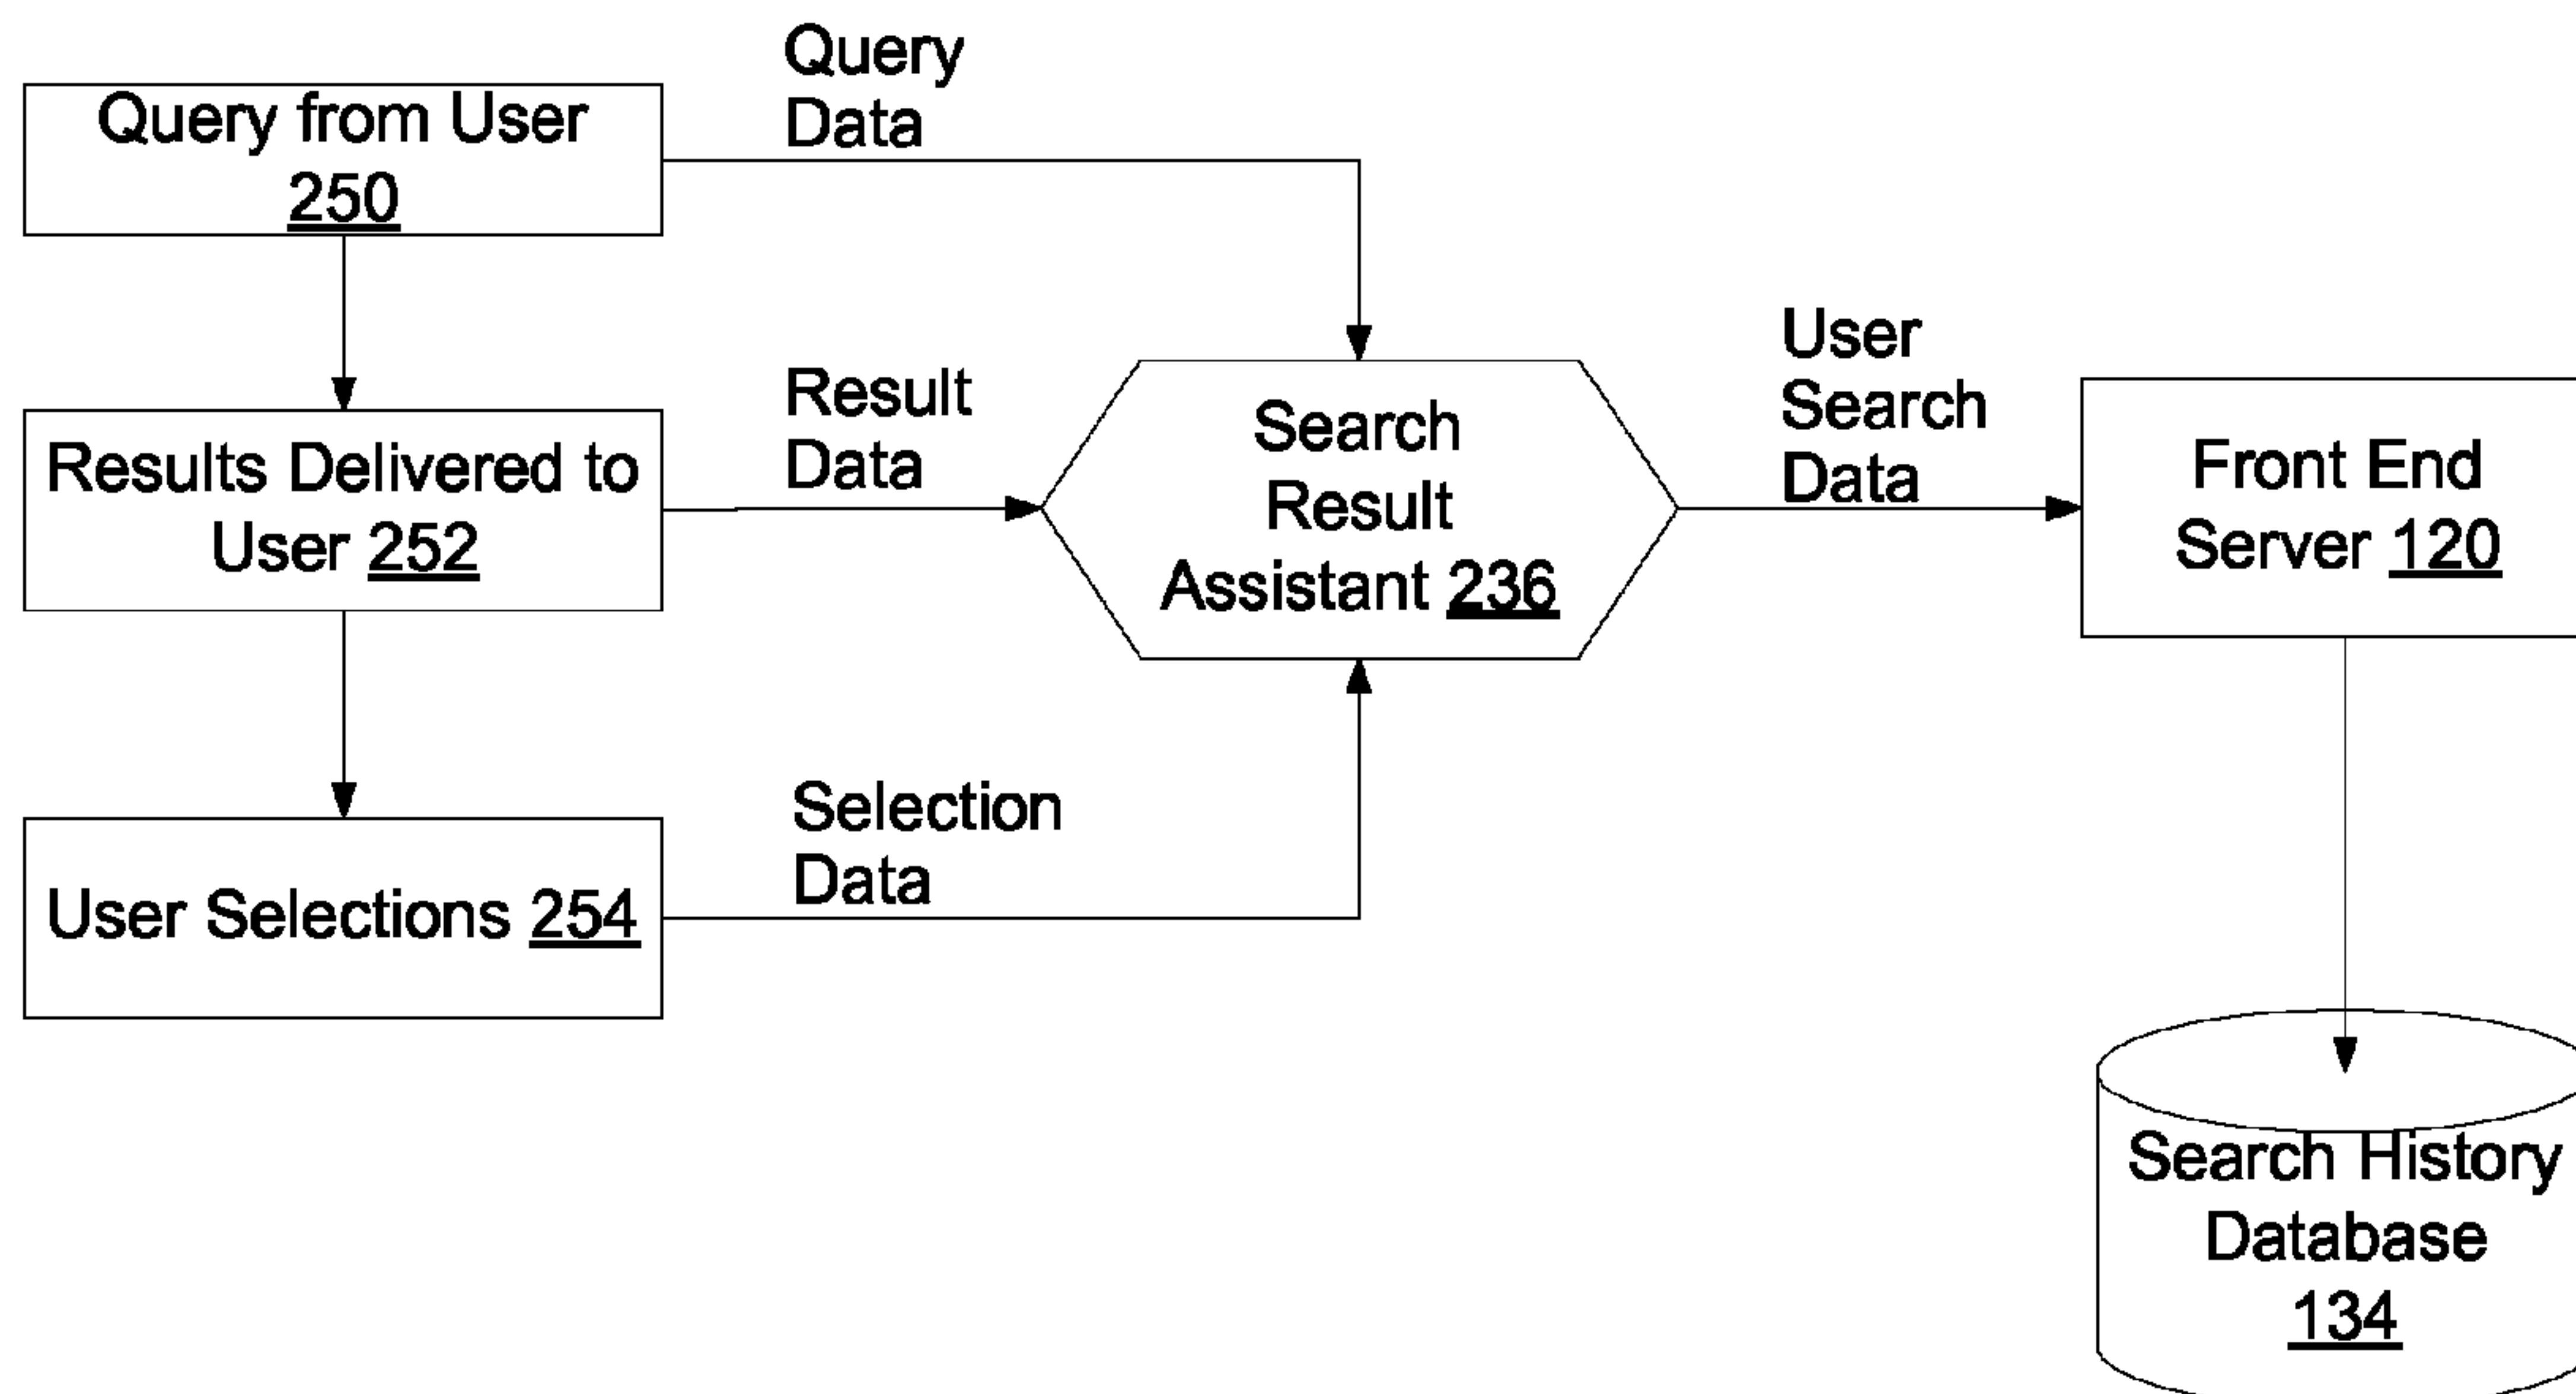 Query from User
250
Query
Data
Results Delivered to
User 252
Result
Data
User Selections 254
Selection
Data
Search
Result
Assistant 236
User
Search
Data
Front End
Server 120
Search History
Database
134